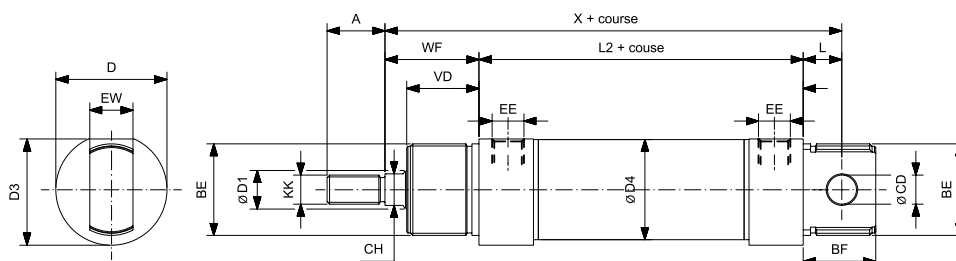 X + course
A
WF
L2 + couse
L
D
VD
EW
EE
EE
D3
BE
Ø D1
KK
Ø D4
Ø CD
BE
CH
BF